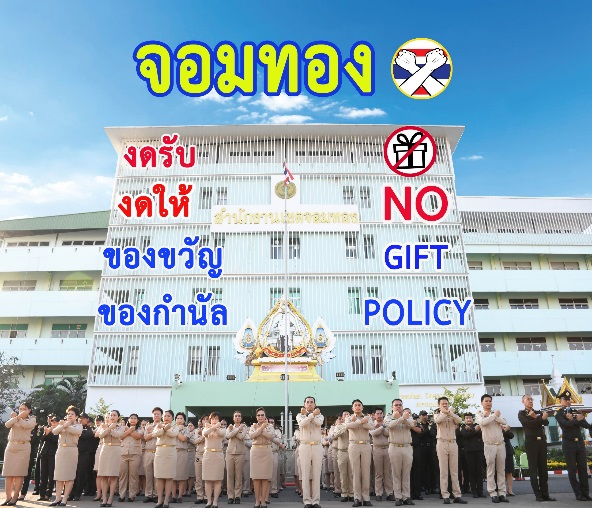 จอมทอง
งดรับ
งดให้ NO
ของขวัญ GIFT
ของกำนัล POLICY
สำนักงานเขตจอมทอง